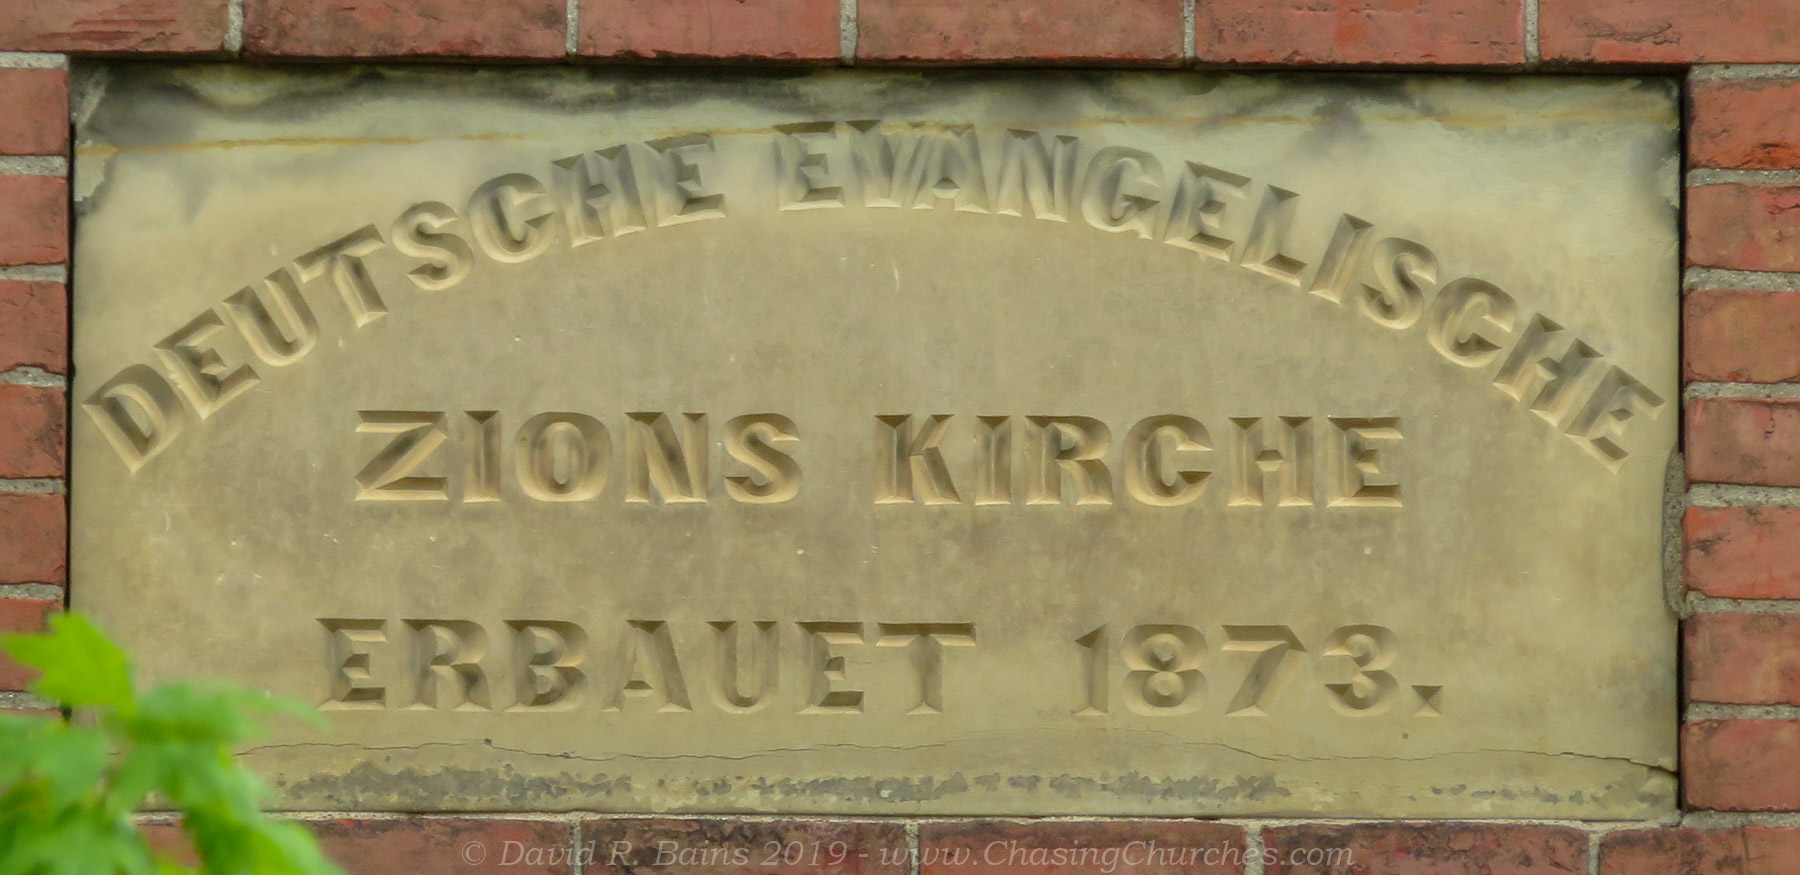 DEUTSCHE EVANGELISCHE
ZIONS KIRCHE
ERBAUET 1873.
© David R. Bains 2019 - www.ChasingChurches.com